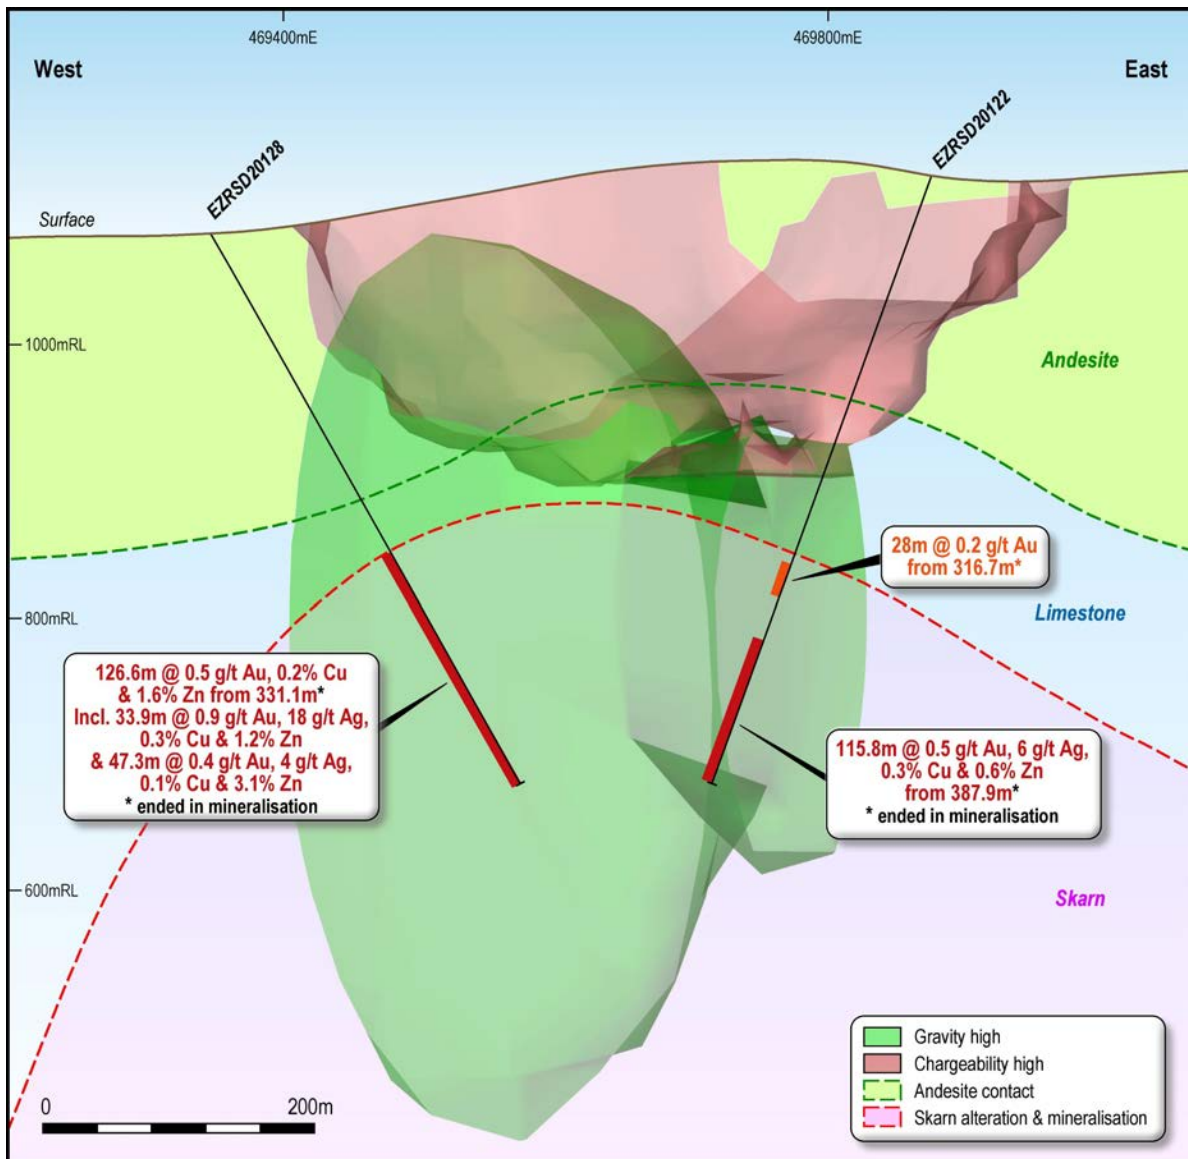 469400mE
469800mE
West
East
EZRSD20128
EZRSD20122
Surface
1000mRL
Andesite
28m @ 0.2 g/t Au
from 316.7m*
800mRL
Limestone
126.6m @ 0.5 g/t Au, 0.2% Cu
& 1.6% Zn from 331.1m*
Incl. 33.9m @ 0.9 g/t Au, 18 g/t Ag,
0.3% Cu & 1.2% Zn
& 47.3m @ 0.4 g/t Au, 4 g/t Ag,
0.1% Cu & 3.1% Zn
* ended in mineralisation
115.8m @ 0.5 g/t Au, 6 g/t Ag,
0.3% Cu & 0.6% Zn
from 387.9m*
* ended in mineralisation
600mRL
Skarn
Gravity high
Chargeability high
Andesite contact
Skarn alteration & mineralisation
0
200m